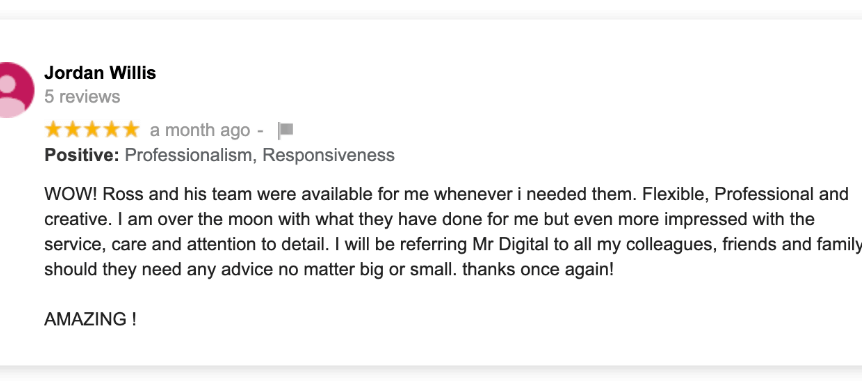 Jordan Willis
5 reviews
a month ago -
Positive: Professionalism, Responsiveness
WOW! Ross and his team were available for me whenever i needed them. Flexible, Professional and
creative. I am over the moon with what they have done for me but even more impressed with the
service, care and attention to detail. I will be referring Mr Digital to all my colleagues, friends and family
should they need any advice no matter big or small. thanks once again!
AMAZING !